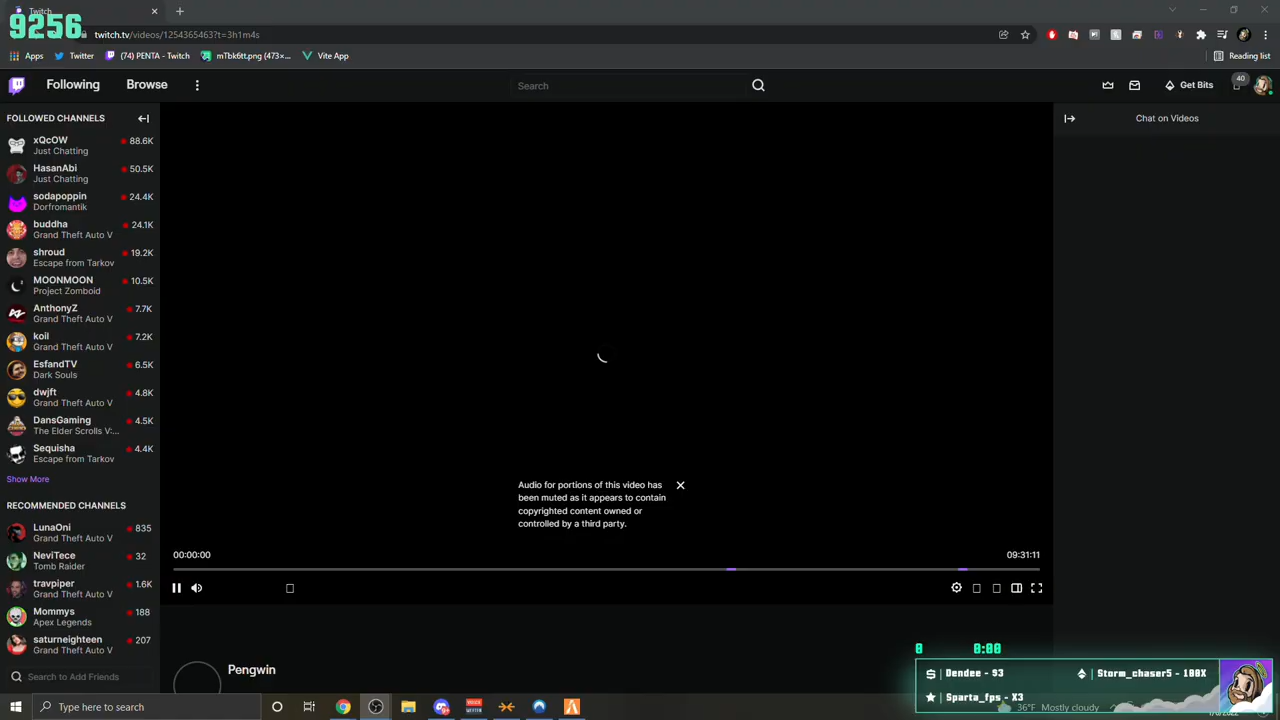 Twitch
9256
twitch.tv/videos/1254365463?t=3h1m4s
Apps
Twitter
(74) PENTA - Twitch
mTbk6tt.png (473×...
Vite App
Reading list
Following
Browse
Search
40
Get Bits
FOLLOWED CHANNELS
Chat on Videos
xQcOW
88.6K
Just Chatting
HasanAbi
50.5K
Just Chatting
sodapoppin
24.4K
Dorfromantik
buddha
24.1K
Grand Theft Auto V
shroud
19.2K
Escape from Tarkov
MOONMOON
10.5K
Project Zomboid
AnthonyZ
7.7K
Grand Theft Auto V
koil
7.2K
Grand Theft Auto V
EsfandTV
6.5K
Dark Souls
dwjft
4.8K
Grand Theft Auto V
DansGaming
4.5K
The Elder Scrolls V:...
Sequisha
4.4K
Escape from Tarkov
Show More
RECOMMENDED CHANNELS
LunaOni
835
Grand Theft Auto V
NeviTece
32
Tomb Raider
travpiper
1.6K
Grand Theft Auto V
Mommys
188
Apex Legends
saturneighteen
207
Grand Theft Auto V
Search to Add Friends
Audio for portions of this video has
been muted as it appears to contain
copyrighted content owned or
controlled by a third party.
00:00:00
09:31:11
Pengwin
0
0:00
Dendee - $3
Storm_chaser5 - 100X
Sparta_fps - X3
Type here to search
36°F Mostly cloudy